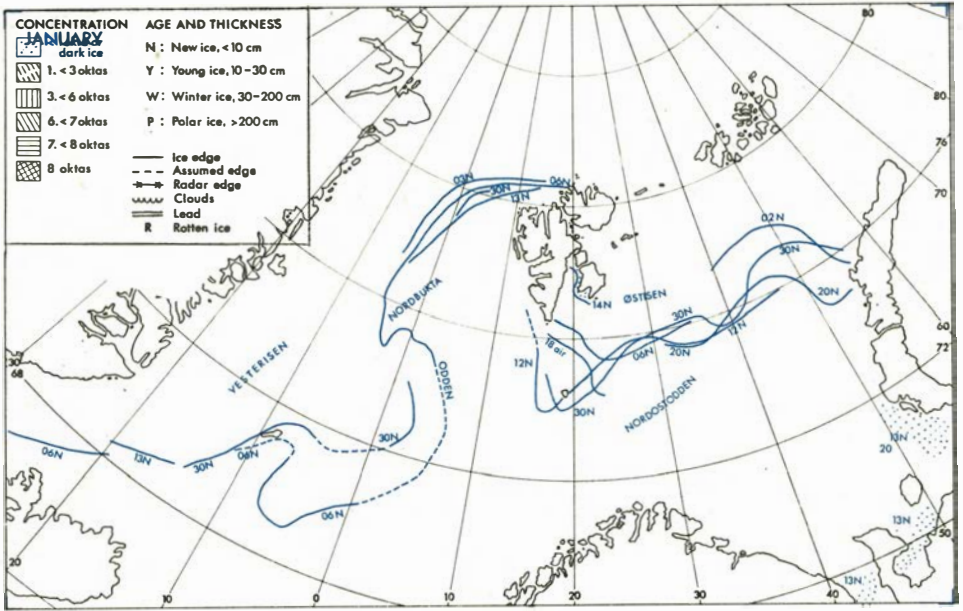 CONCENTRATION
AGE AND THICKNESS
JANUARY
dark ice
N : New ice, < 10 cm
1. < 3 oktas
Y : Young ice, 10-30 cm
3. < 6 oktas
W : Winter ice, 30-200 cm
6. < 7 oktas
P : Polar ice, >200 cm
7. < 8 oktas
8 oktas
Ice edge
Assumed edge
Radar edge
Clouds
Lead
R Rotten ice
80
80
76
70
60
72
50
03N
30N
13N
06N
02N
30N
20N
NORDBUKTA
14N
ØSTISEN
30N
12N
20N
06N
18 air
12N
30N
VESTERISEN
ODDEN
NORDOSTODDEN
30
68
06N
13N
30N
06N
30N
06N
13N
20
13N
13N
20
10
0
10
20
30
40